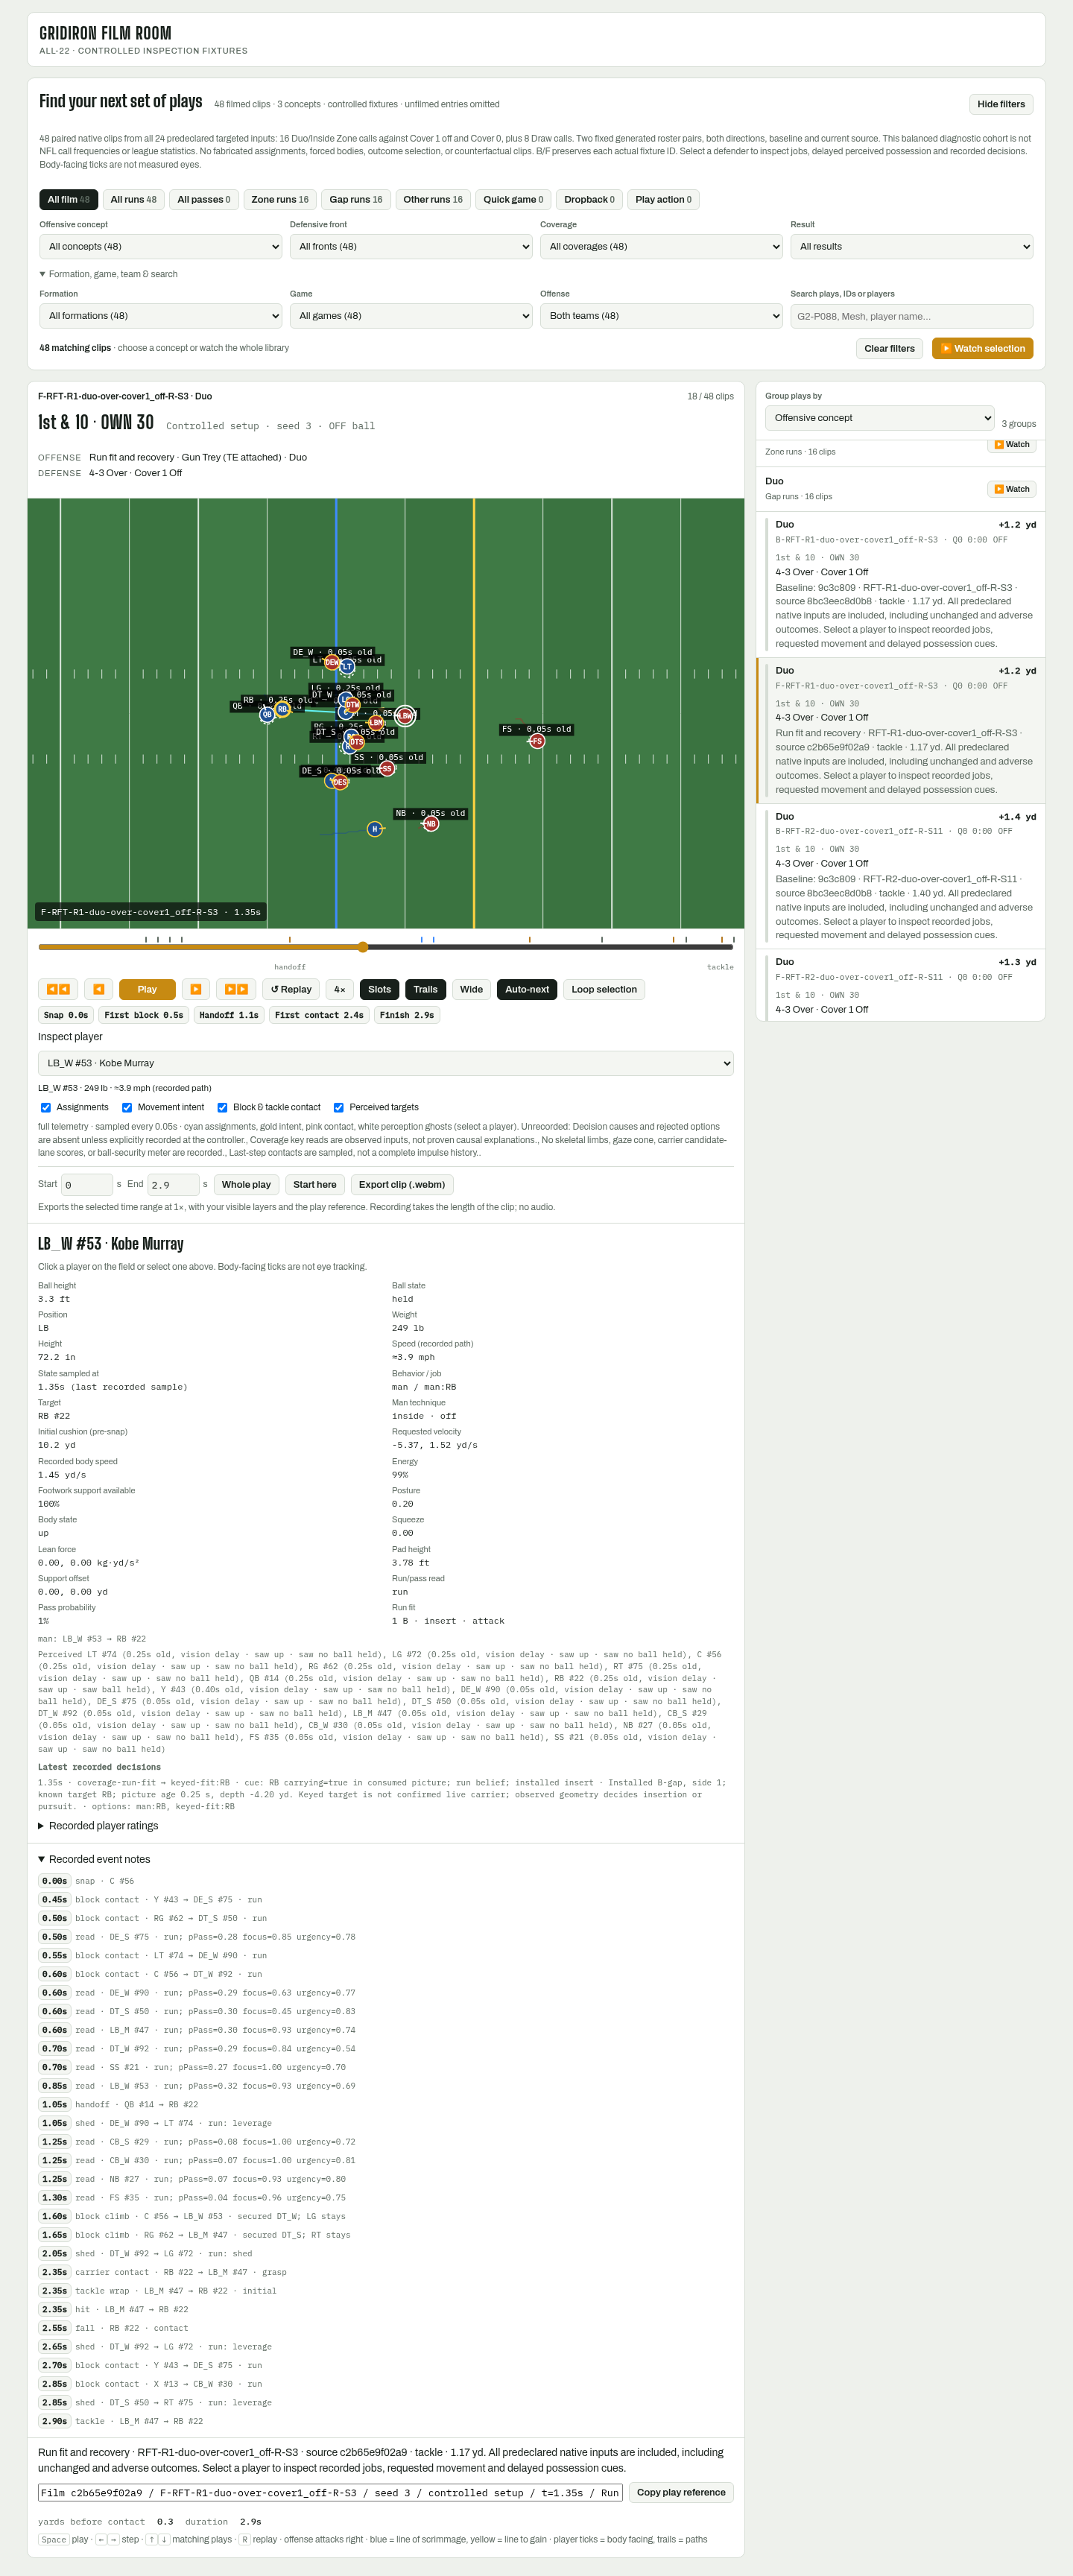 GRIDIRON FILM ROOM
ALL-22 · CONTROLLED INSPECTION FIXTURES
Find your next set of plays
48 filmed clips · 3 concepts · controlled fixtures · unfilmed entries omitted
Hide filters
48 paired native clips from all 24 predeclared targeted inputs: 16 Duo/Inside Zone calls against Cover 1 off and Cover 0, plus 8 Draw calls. Two fixed generated roster pairs, both directions, baseline and current source. This balanced diagnostic cohort is not
NFL call frequencies or league statistics. No fabricated assignments, forced bodies, outcome selection, or counterfactual clips. B/F preserves each actual fixture ID. Select a defender to inspect jobs, delayed perceived possession and recorded decisions.
Body-facing ticks are not measured eyes.
All film 48
All runs 48
All passes 0
Zone runs 16
Gap runs 16
Other runs 16
Quick game 0
Dropback 0
Play action 0
Offensive concept
Defensive front
Coverage
Result
All concepts (48)
All fronts (48)
All coverages (48)
All results
▼ Formation, game, team & search
Formation
Game
Offense
Search plays, IDs or players
All formations (48)
All games (48)
Both teams (48)
G2-P088, Mesh, player name...
48 matching clips · choose a concept or watch the whole library
Clear filters
▶ Watch selection
F-RFT-R1-duo-over-cover1_off-R-S3 · Duo
18 / 48 clips
1st & 10 · OWN 30
Controlled setup · seed 3 · OFF ball
OFFENSE Run fit and recovery · Gun Trey (TE attached) · Duo
DEFENSE 4-3 Over · Cover 1 Off
DE_W · 0.05s old
DEW
LT
DT_W
RB · 0.25s old
QB
RB
DTW
LBM
LBW
FS · 0.05s old
FS
DTS
SS · 0.05s old
SS
DE_S · 0.05s old
DES
NB · 0.05s old
NB
H
F-RFT-R1-duo-over-cover1_off-R-S3 · 1.35s
handoff
tackle
◀◀
◀
Play
▶
▶▶
↺ Replay
4×
Slots
Trails
Wide
Auto-next
Loop selection
Snap 0.0s
First block 0.5s
Handoff 1.1s
First contact 2.4s
Finish 2.9s
Inspect player
LB_W #53 · Kobe Murray
LB_W #53 · 249 lb · ≈3.9 mph (recorded path)
Assignments
Movement intent
Block & tackle contact
Perceived targets
full telemetry · sampled every 0.05s · cyan assignments, gold intent, pink contact, white perception ghosts (select a player). Unrecorded: Decision causes and rejected options
are absent unless explicitly recorded at the controller., Coverage key reads are observed inputs, not proven causal explanations., No skeletal limbs, gaze cone, carrier candidate-
lane scores, or ball-security meter are recorded., Last-step contacts are sampled, not a complete impulse history..
Start 0 s End 2.9 s
Whole play
Start here
Export clip (.webm)
Exports the selected time range at 1×, with your visible layers and the play reference. Recording takes the length of the clip; no audio.
LB_W #53 · Kobe Murray
Click a player on the field or select one above. Body-facing ticks are not eye tracking.
Ball height
Ball state
3.3 ft
held
Position
Weight
LB
249 lb
Height
Speed (recorded path)
72.2 in
≈3.9 mph
State sampled at
Behavior / job
1.35s (last recorded sample)
man / man:RB
Target
Man technique
RB #22
inside · off
Initial cushion (pre-snap)
Requested velocity
10.2 yd
-5.37, 1.52 yd/s
Recorded body speed
Energy
1.45 yd/s
99%
Footwork support available
Posture
100%
0.20
Body state
Squeeze
up
0.00
Lean force
Pad height
0.00, 0.00 kg·yd/s²
3.78 ft
Support offset
Run/pass read
0.00, 0.00 yd
run
Pass probability
Run fit
1%
1 B · insert · attack
man: LB_W #53 → RB #22
Perceived LT #74 (0.25s old, vision delay · saw up · saw no ball held), LG #72 (0.25s old, vision delay · saw up · saw no ball held), C #56
(0.25s old, vision delay · saw up · saw no ball held), RG #62 (0.25s old, vision delay · saw up · saw no ball held), RT #75 (0.25s old,
vision delay · saw up · saw no ball held), QB #14 (0.25s old, vision delay · saw up · saw no ball held), RB #22 (0.25s old, vision delay ·
saw up · saw ball held), Y #43 (0.40s old, vision delay · saw up · saw no ball held), DE_W #90 (0.05s old, vision delay · saw up · saw no
ball held), DE_S #75 (0.05s old, vision delay · saw up · saw no ball held), DT_S #50 (0.05s old, vision delay · saw up · saw no ball held),
DT_W #92 (0.05s old, vision delay · saw up · saw no ball held), LB_M #47 (0.05s old, vision delay · saw up · saw no ball held), CB_S #29
(0.05s old, vision delay · saw up · saw no ball held), CB_W #30 (0.05s old, vision delay · saw up · saw no ball held), NB #27 (0.05s old,
vision delay · saw up · saw no ball held), FS #35 (0.05s old, vision delay · saw up · saw no ball held), SS #21 (0.05s old, vision delay ·
saw up · saw no ball held)
Latest recorded decisions
1.35s · coverage-run-fit → keyed-fit:RB · cue: RB carrying=true in consumed picture; run belief; installed insert · Installed B-gap, side 1;
known target RB; picture age 0.25 s, depth -4.20 yd. Keyed target is not confirmed live carrier; observed geometry decides insertion or
pursuit. · options: man:RB, keyed-fit:RB
▶ Recorded player ratings
▼ Recorded event notes
0.00s snap · C #56
0.45s block contact · Y #43 → DE_S #75 · run
0.50s block contact · RG #62 → DT_S #50 · run
0.50s read · DE_S #75 · run; pPass=0.28 focus=0.85 urgency=0.78
0.55s block contact · LT #74 → DE_W #90 · run
0.60s block contact · C #56 → DT_W #92 · run
0.60s read · DE_W #90 · run; pPass=0.29 focus=0.63 urgency=0.77
0.60s read · DT_S #50 · run; pPass=0.30 focus=0.45 urgency=0.83
0.60s read · LB_M #47 · run; pPass=0.30 focus=0.93 urgency=0.74
0.70s read · DT_W #92 · run; pPass=0.29 focus=0.84 urgency=0.54
0.70s read · SS #21 · run; pPass=0.27 focus=1.00 urgency=0.70
0.85s read · LB_W #53 · run; pPass=0.32 focus=0.93 urgency=0.69
1.05s handoff · QB #14 → RB #22
1.05s shed · DE_W #90 → LT #74 · run: leverage
1.25s read · CB_S #29 · run; pPass=0.08 focus=1.00 urgency=0.72
1.25s read · CB_W #30 · run; pPass=0.07 focus=1.00 urgency=0.81
1.25s read · NB #27 · run; pPass=0.07 focus=0.93 urgency=0.80
1.30s read · FS #35 · run; pPass=0.04 focus=0.96 urgency=0.75
1.60s block climb · C #56 → LB_W #53 · secured DT_W; LG stays
1.65s block climb · RG #62 → LB_M #47 · secured DT_S; RT stays
2.05s shed · DT_W #92 → LG #72 · run: shed
2.35s carrier contact · RB #22 → LB_M #47 · grasp
2.35s tackle wrap · LB_M #47 → RB #22 · initial
2.35s hit · LB_M #47 → RB #22
2.55s fall · RB #22 · contact
2.65s shed · DT_W #92 → LG #72 · run: leverage
2.70s block contact · Y #43 → DE_S #75 · run
2.85s block contact · X #13 → CB_W #30 · run
2.85s shed · DT_S #50 → RT #75 · run: leverage
2.90s tackle · LB_M #47 → RB #22
Run fit and recovery · RFT-R1-duo-over-cover1_off-R-S3 · source c2b65e9f02a9 · tackle · 1.17 yd. All predeclared native inputs are included, including
unchanged and adverse outcomes. Select a player to inspect recorded jobs, requested movement and delayed possession cues.
Film c2b65e9f02a9 / F-RFT-R1-duo-over-cover1_off-R-S3 / seed 3 / controlled setup / t=1.35s / Run
Copy play reference
yards before contact 0.3 duration 2.9s
Space play · ← → step · ↑ ↓ matching plays · R replay · offense attacks right · blue = line of scrimmage, yellow = line to gain · player ticks = body facing, trails = paths
Group plays by
Offensive concept
3 groups
Zone runs · 16 clips
▶ Watch
Duo
Gap runs · 16 clips
▶ Watch
Duo +1.2 yd
B-RFT-R1-duo-over-cover1_off-R-S3 · Q0 0:00 OFF
1st & 10 · OWN 30
4-3 Over · Cover 1 Off
Baseline: 9c3c809 · RFT-R1-duo-over-cover1_off-R-S3 ·
source 8bc3eec8d0b8 · tackle · 1.17 yd. All predeclared
native inputs are included, including unchanged and adverse
outcomes. Select a player to inspect recorded jobs,
requested movement and delayed possession cues.
Duo +1.2 yd
F-RFT-R1-duo-over-cover1_off-R-S3 · Q0 0:00 OFF
1st & 10 · OWN 30
4-3 Over · Cover 1 Off
Run fit and recovery · RFT-R1-duo-over-cover1_off-R-S3 ·
source c2b65e9f02a9 · tackle · 1.17 yd. All predeclared
native inputs are included, including unchanged and adverse
outcomes. Select a player to inspect recorded jobs,
requested movement and delayed possession cues.
Duo +1.4 yd
B-RFT-R2-duo-over-cover1_off-R-S11 · Q0 0:00 OFF
1st & 10 · OWN 30
4-3 Over · Cover 1 Off
Baseline: 9c3c809 · RFT-R2-duo-over-cover1_off-R-S11 ·
source 8bc3eec8d0b8 · tackle · 1.40 yd. All predeclared
native inputs are included, including unchanged and adverse
outcomes. Select a player to inspect recorded jobs,
requested movement and delayed possession cues.
Duo +1.3 yd
F-RFT-R2-duo-over-cover1_off-R-S11 · Q0 0:00 OFF
1st & 10 · OWN 30
4-3 Over · Cover 1 Off